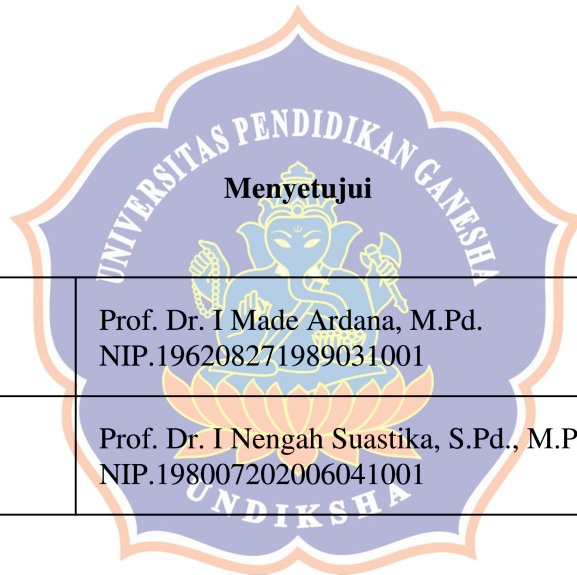 UNIVERSITAS PENDIDIKAN GANESHA
Menyetujui
Prof. Dr. I Made Ardana, M.Pd.
NIP.196208271989031001
Prof. Dr. I Nengah Suastika, S.Pd., M.P
NIP.198007202006041001
UNDIKSHA